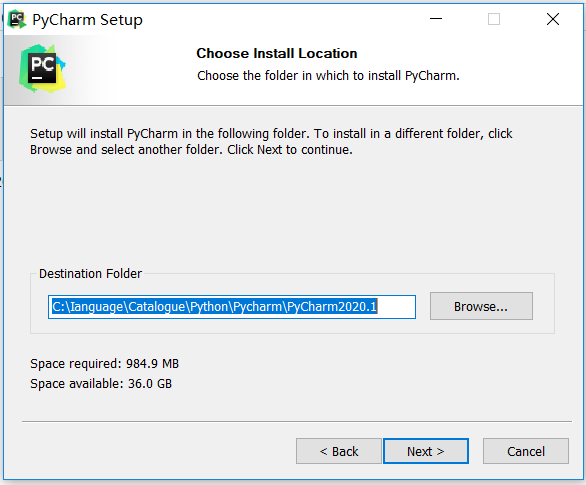 PyCharm Setup
PC
Choose Install Location
Choose the folder in which to install PyCharm.
Setup will install PyCharm in the following folder. To install in a different folder, click
Browse and select another folder. Click Next to continue.
Destination Folder
C:\Ianguage\Catalogue\Python\Pycharm\PyCharm2020.1
Browse...
Space required: 984.9 MB
Space available: 36.0 GB
< Back
Next >
Cancel